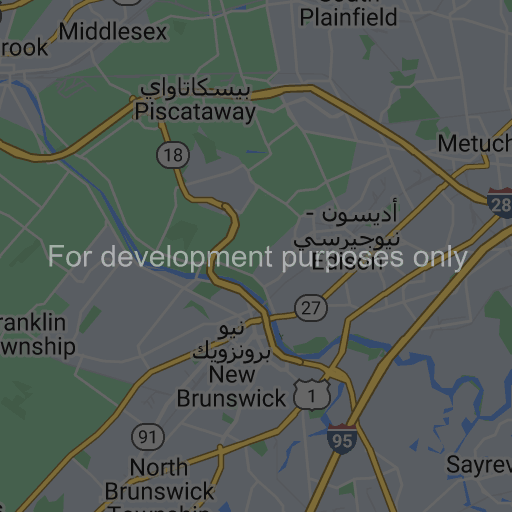 South
Plainfield
Middlesex
rook
بيسكاتاواي
Piscataway
18
Metuch
أديسون -
نيوجيرسي
Edison
28
For development purposes only
ranklin
ownship
27
نيو
برونزويك
New
Brunswick
1
91
95
North
Brunswick
Township
Sayrev